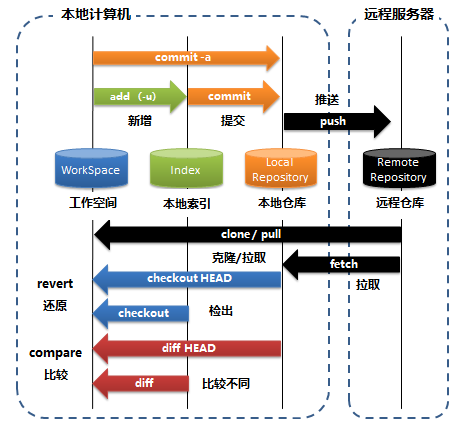 本地计算机
远程服务器
commit -a
add （-u）
commit
新增
提交
推送
push
WorkSpace
Index
Local
Repository
Remote
Repository
工作空间
本地索引
本地仓库
远程仓库
clone / pull
克隆/拉取
fetch
拉取
revert
还原
checkout HEAD
checkout
检出
compare
比较
diff HEAD
diff
比较不同